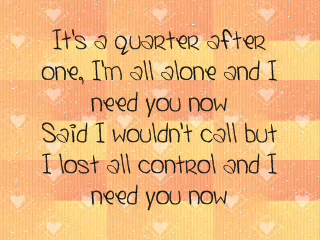 It's a quarter after
one, I'm all alone and I
need you now
Said I wouldn't call but
I lost all control and I
need you now